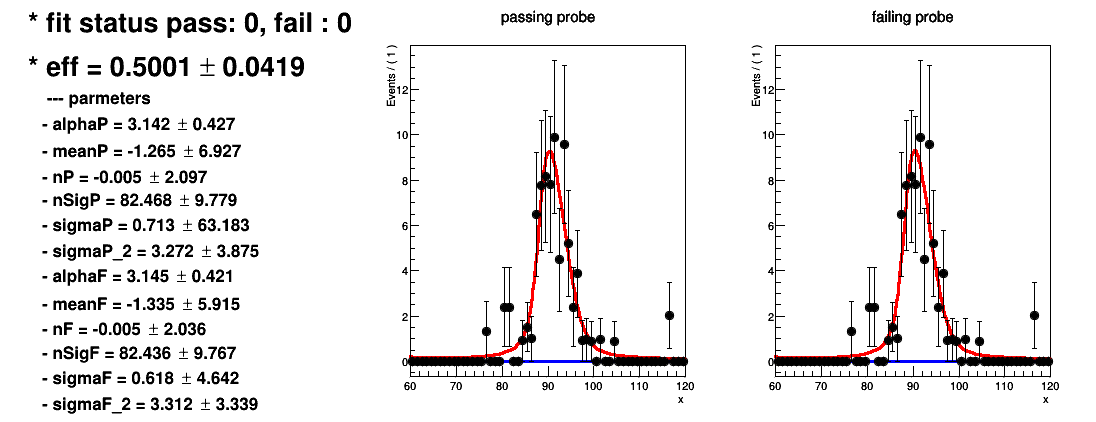 * fit status pass: 0, fail : 0
* eff = 0.5001 ± 0.0419
--- parmeters
- alphaP = 3.142 ± 0.427
- meanP = -1.265 ± 6.927
- nP = -0.005 ± 2.097
- nSigP = 82.468 ± 9.779
- sigmaP = 0.713 ± 63.183
- sigmaP_2 = 3.272 ± 3.875
- alphaF = 3.145 ± 0.421
- meanF = -1.335 ± 5.915
- nF = -0.005 ± 2.036
- nSigF = 82.436 ± 9.767
- sigmaF = 0.618 ± 4.642
- sigmaF_2 = 3.312 ± 3.339
passing probe
Events / ( 1 )
12
10
8
6
4
2
0
60 70 80 90 100 110 120
x
failing probe
Events / ( 1 )
12
10
8
6
4
2
0
60 70 80 90 100 110 120
x